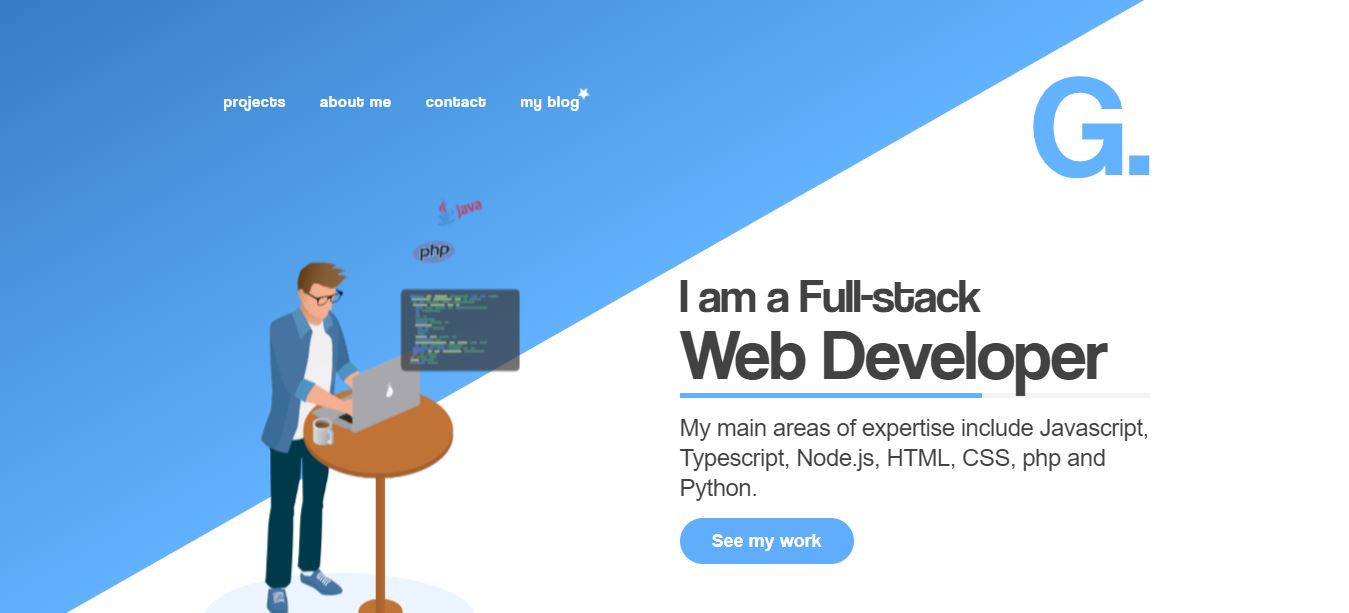 projects about me contact my blog
G.
java
php
I am a Full-stack
Web Developer
My main areas of expertise include Javascript,
Typescript, Node.js, HTML, CSS, php and
Python.
See my work